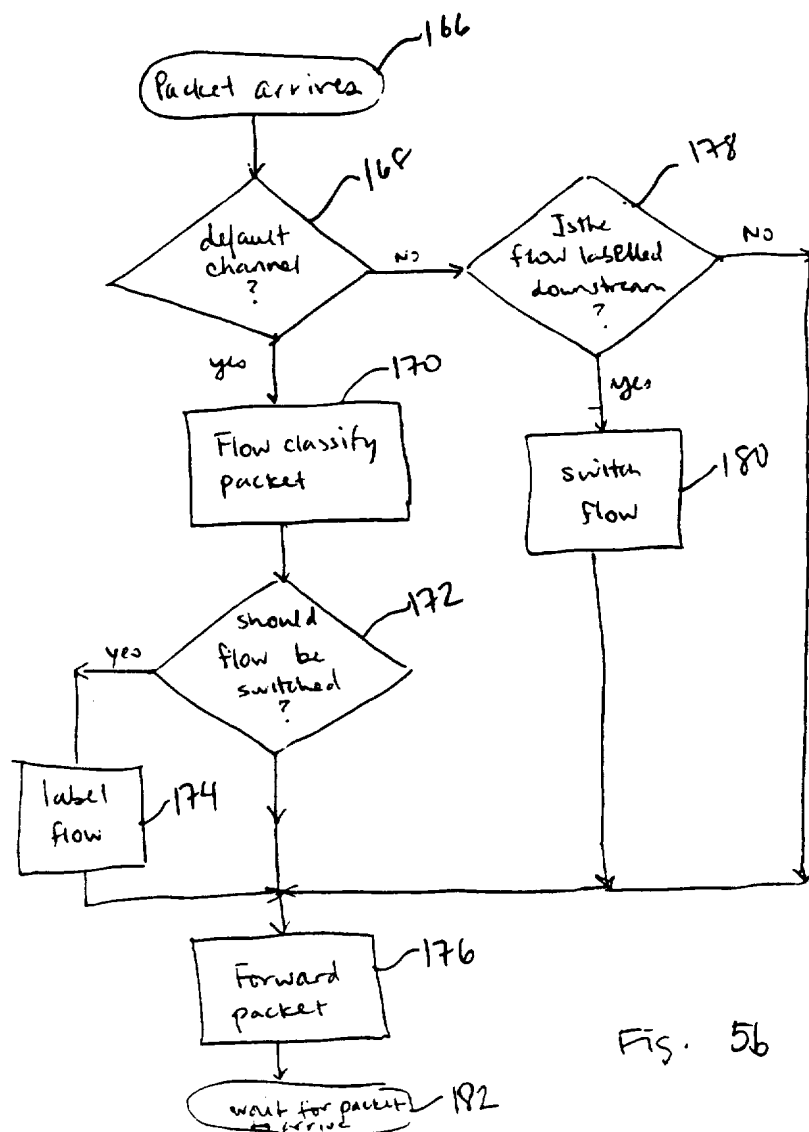 166
Packet arrives
168
default
channel
?
No
yes
178
Is the
flow labelled
downstream
?
No
yes
170
Flow classify
packet
switch
flow
180
should
flow be
switched
?
172
yes
label
flow
174
Forward
packet
176
wait for packet
to arrive
182
Fig. 5b